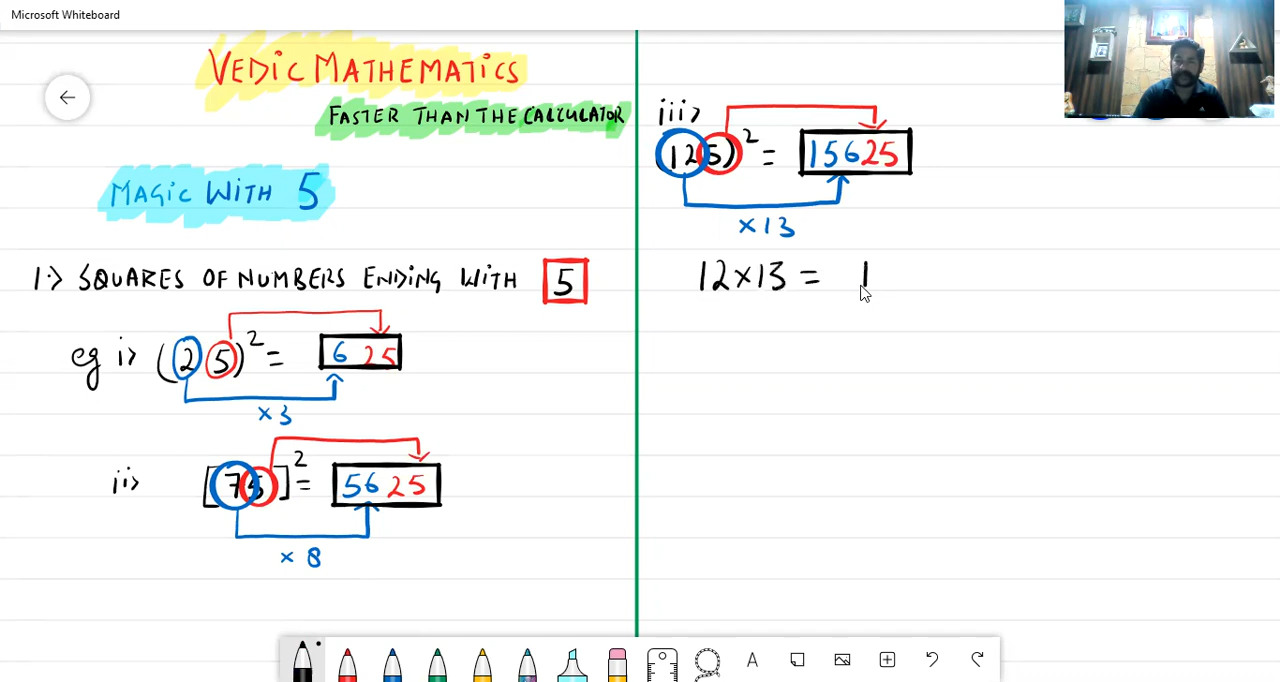 Microsoft Whiteboard
VEDIC MATHEMATICS
FASTER THAN THE CALCULATOR
MAGIC WITH 5
1:> SQUARES OF NUMBERS ENDING WITH 5
eg i> (25)² = 625
×3
ii> [75]² = 5625
× 8
iii>
(125)² = 15625
×13
12×13 = 1